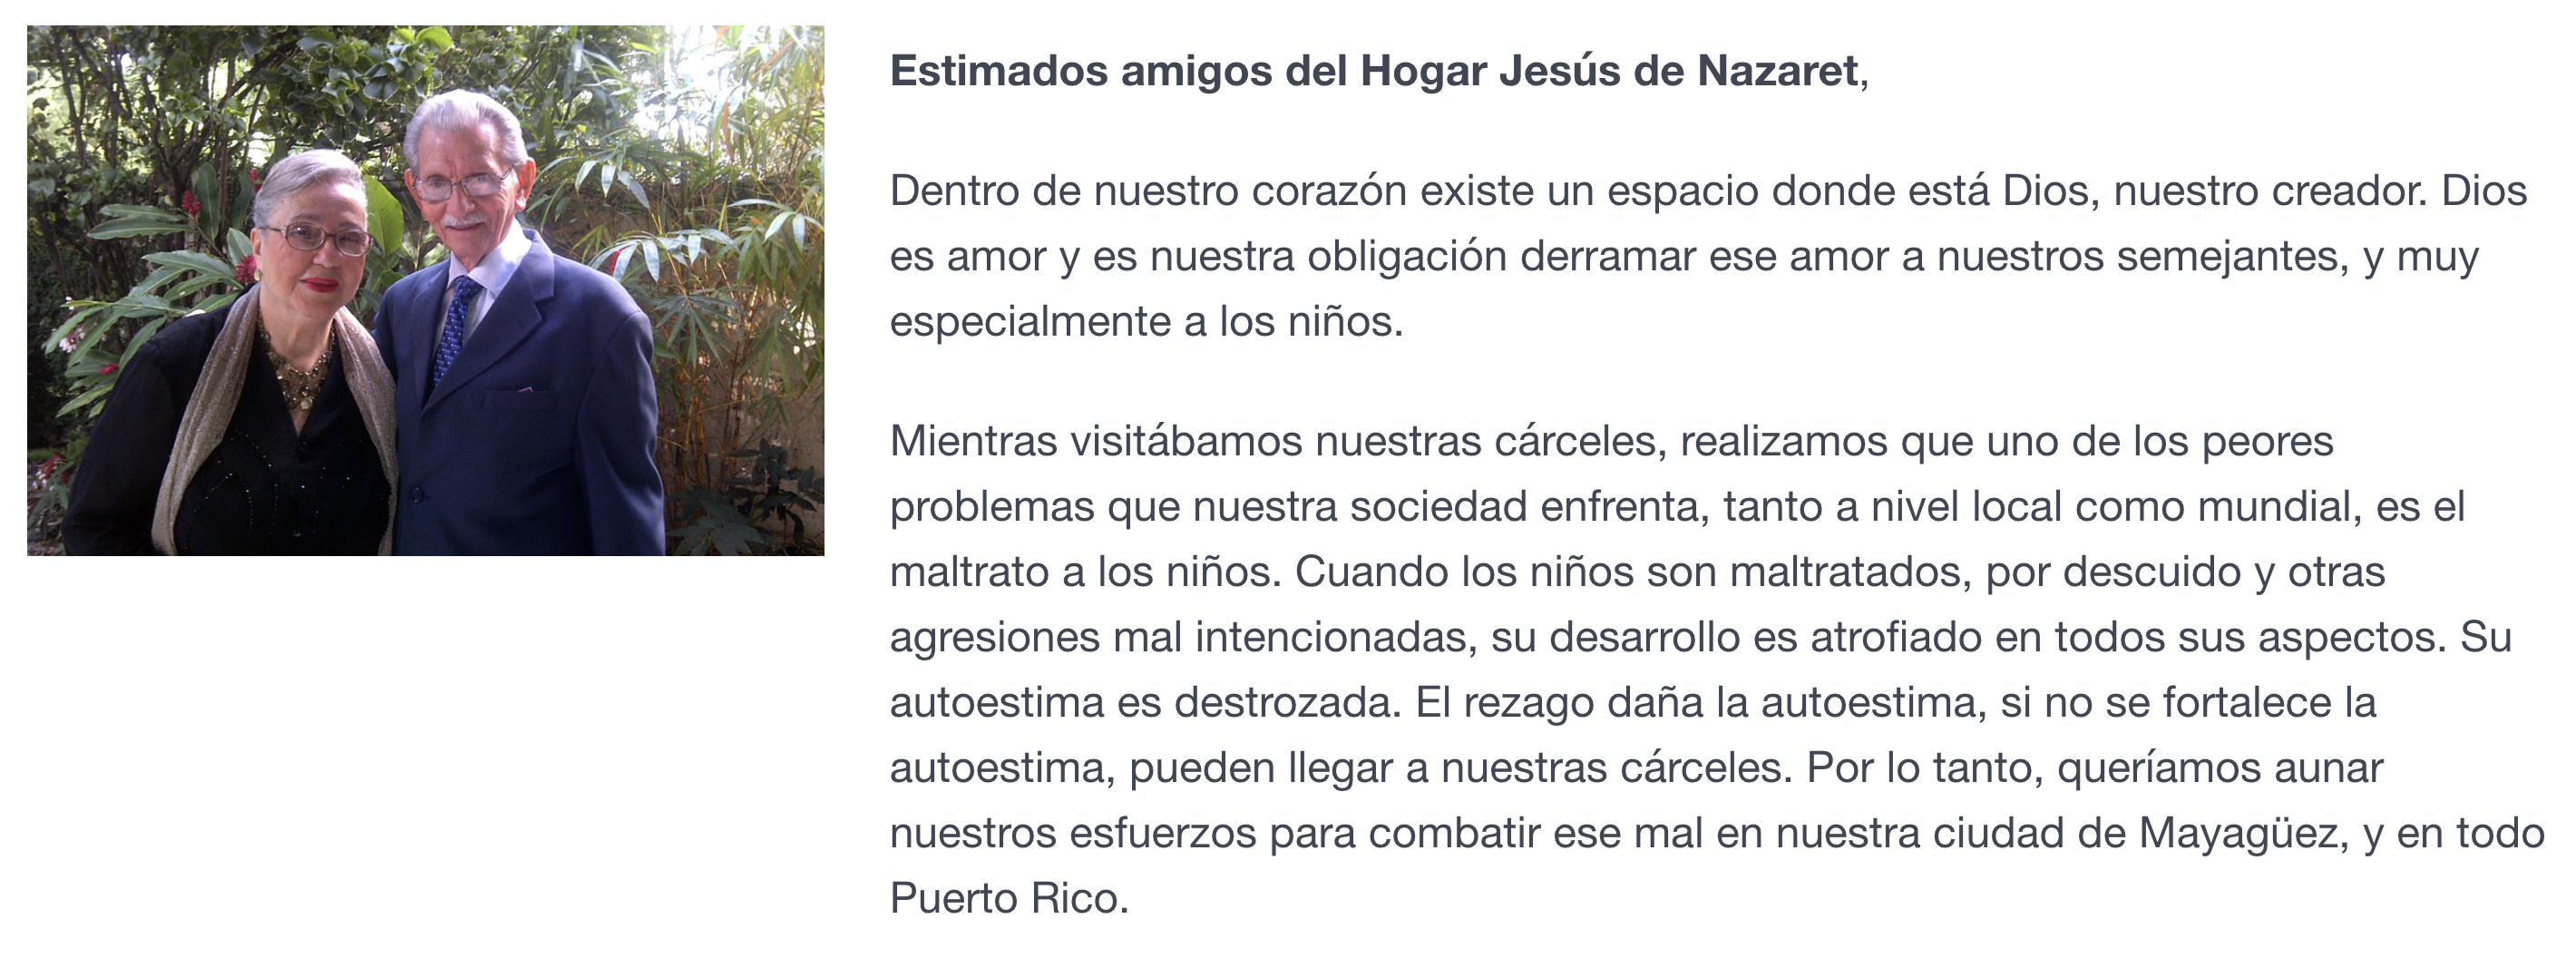 Estimados amigos del Hogar Jesús de Nazaret,
Dentro de nuestro corazón existe un espacio donde está Dios, nuestro creador. Dios
es amor y es nuestra obligación derramar ese amor a nuestros semejantes, y muy
especialmente a los niños.
Mientras visitábamos nuestras cárceles, realizamos que uno de los peores
problemas que nuestra sociedad enfrenta, tanto a nivel local como mundial, es el
maltrato a los niños. Cuando los niños son maltratados, por descuido y otras
agresiones mal intencionadas, su desarrollo es atrofiado en todos sus aspectos. Su
autoestima es destrozada. El rezago daña la autoestima, si no se fortalece la
autoestima, pueden llegar a nuestras cárceles. Por lo tanto, queríamos aunar
nuestros esfuerzos para combatir ese mal en nuestra ciudad de Mayagüez, y en todo
Puerto Rico.